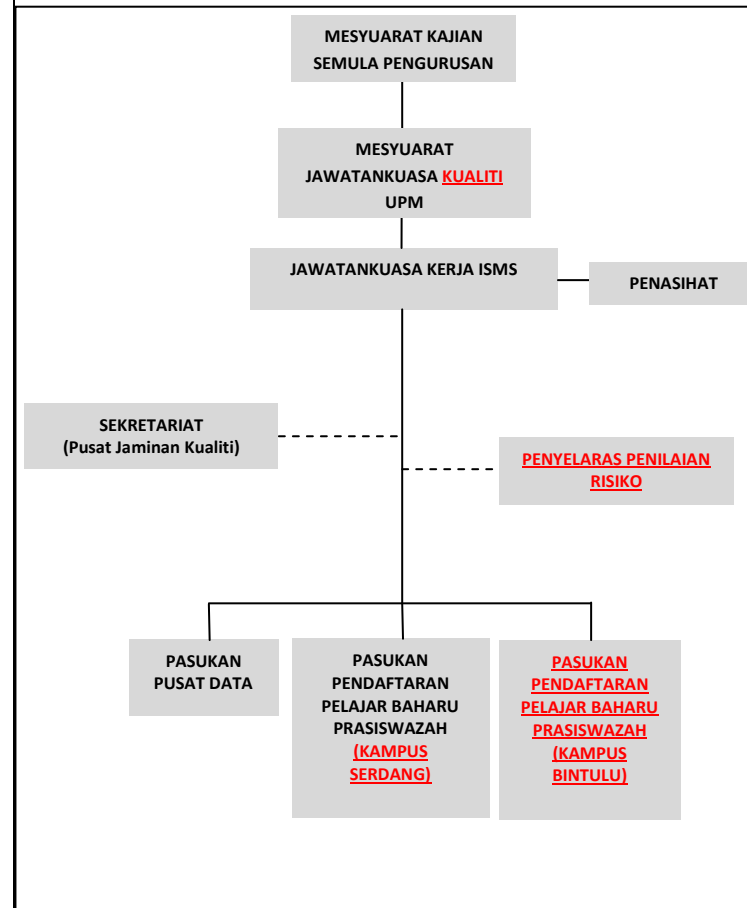 MESYUARAT KAJIAN
SEMULA PENGURUSAN
MESYUARAT
JAWATANKUASA KUALITI
UPM
JAWATANKUASA KERJA ISMS
PENASIHAT
SEKRETARIAT
(Pusat Jaminan Kualiti)
PENYELARAS PENILAIAN
RISIKO
PASUKAN
PUSAT DATA
PASUKAN
PENDAFTARAN
PELAJAR BAHARU
PRASISWAZAH
(KAMPUS
SERDANG)
PASUKAN
PENDAFTARAN
PELAJAR BAHARU
PRASISWAZAH
(KAMPUS
BINTULU)